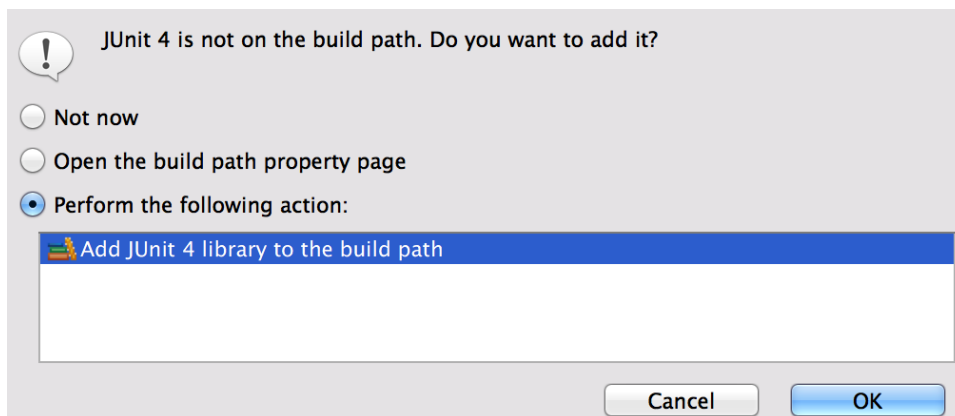 JUnit 4 is not on the build path. Do you want to add it?
Not now
Open the build path property page
Perform the following action:
Add JUnit 4 library to the build path
Cancel
OK